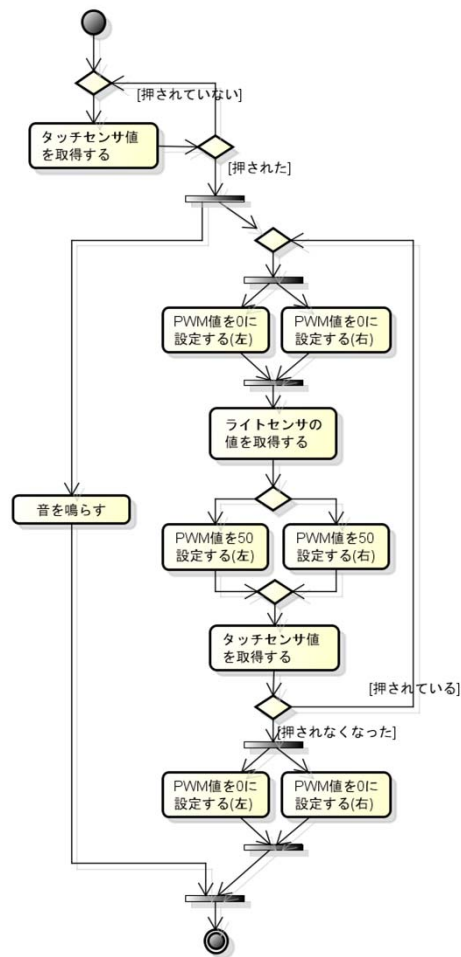 [押されていない]
タッチセンサ値
を取得する
[押された]
PWM値を0に
設定する(左)
PWM値を0に
設定する(右)
ライトセンサの
値を取得する
音を鳴らす
PWM値を50
設定する(左)
PWM値を50
設定する(右)
タッチセンサ値
を取得する
[押されている]
[押されなくなった]
PWM値を0に
設定する(左)
PWM値を0に
設定する(右)